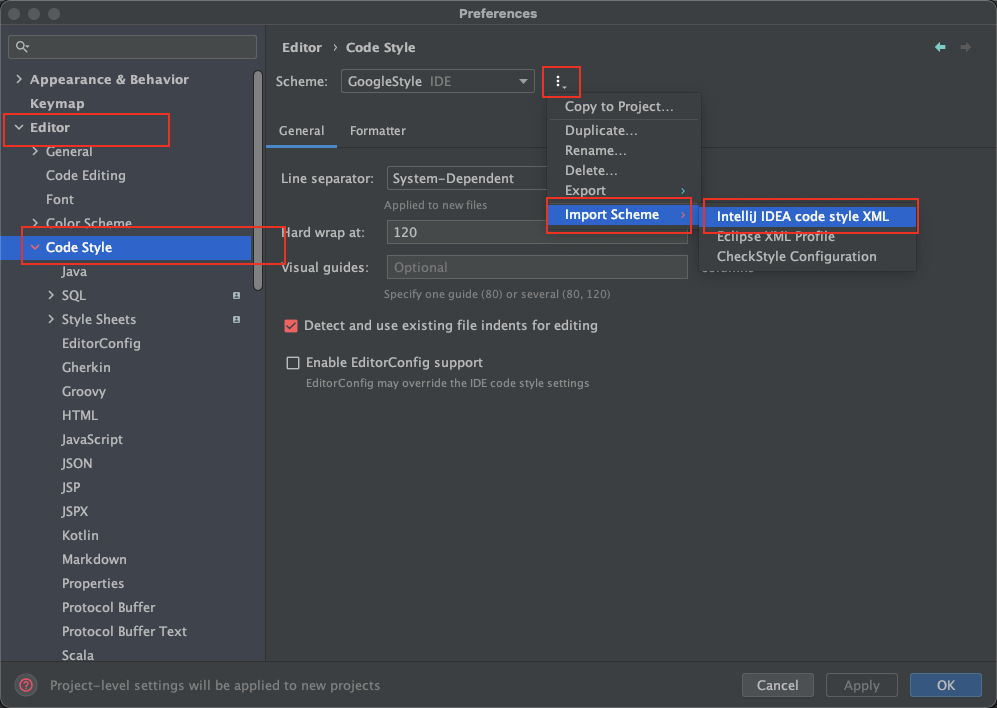 Preferences
Appearance & Behavior
Keymap
Editor
General
Code Editing
Font
Color Scheme
Code Style
Java
SQL
Style Sheets
EditorConfig
Gherkin
Groovy
HTML
JavaScript
JSON
JSP
JSPX
Kotlin
Markdown
Properties
Protocol Buffer
Protocol Buffer Text
Scala
Editor › Code Style
Scheme: GoogleStyle IDE
General Formatter
Line separator: System-Dependent
Applied to new files
Hard wrap at: 120
Visual guides: Optional
Specify one guide (80) or several (80, 120)
Detect and use existing file indents for editing
Enable EditorConfig support
EditorConfig may override the IDE code style settings
Copy to Project...
Duplicate...
Rename...
Delete...
Export
Import Scheme
IntelliJ IDEA code style XML
Eclipse XML Profile
CheckStyle Configuration
? Project-level settings will be applied to new projects
Cancel Apply OK